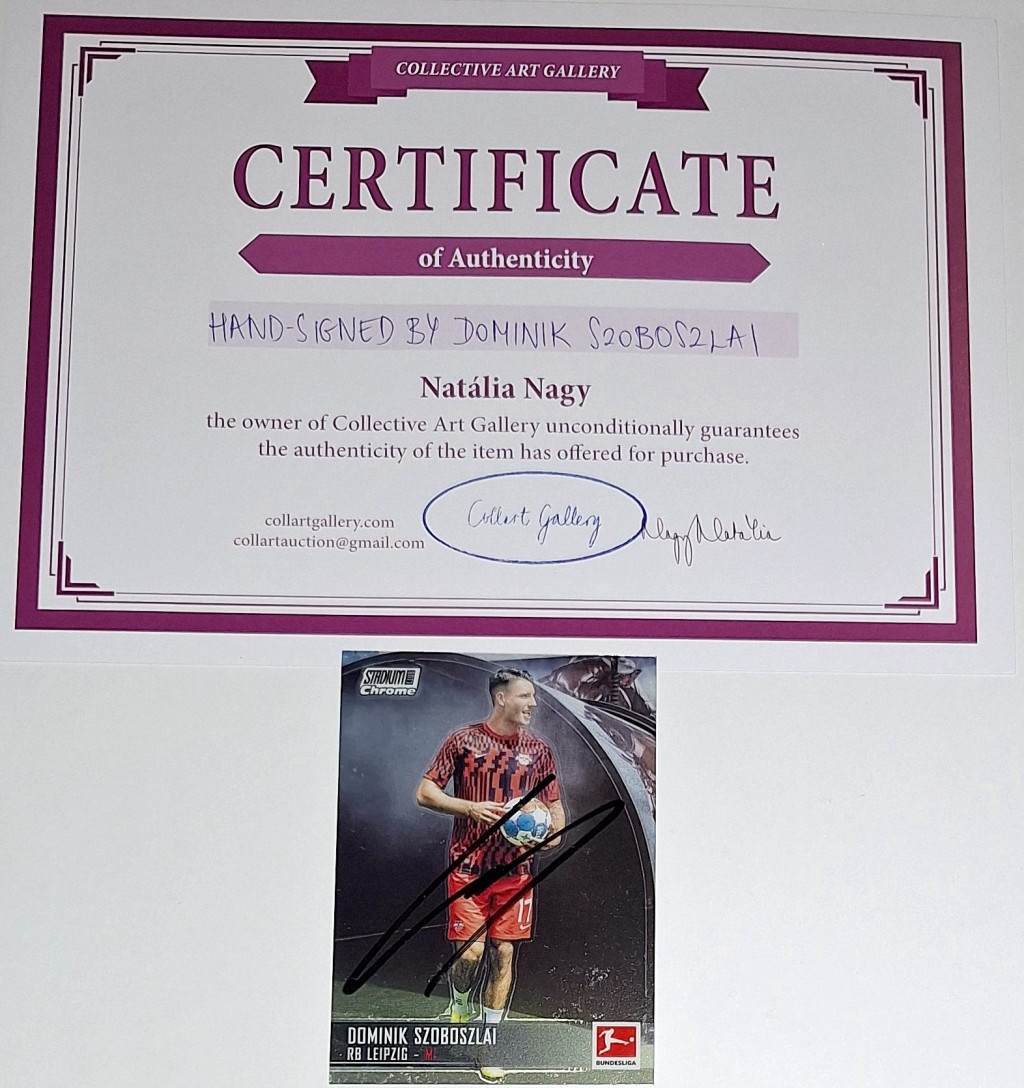 COLLECTIVE ART GALLERY
CERTIFICATE
of Authenticity
HAND-SIGNED BY DOMINIK SZOBOSZLAI
Natália Nagy
the owner of Collective Art Gallery unconditionally guarantees
the authenticity of the item has offered for purchase.
collartgallery.com
collartauction@gmail.com
Collart Gallery
Nagy Natália
STADIUM
Chrome
17
DOMINIK SZOBOSZLAI
RB LEIPZIG - M
BUNDESLIGA